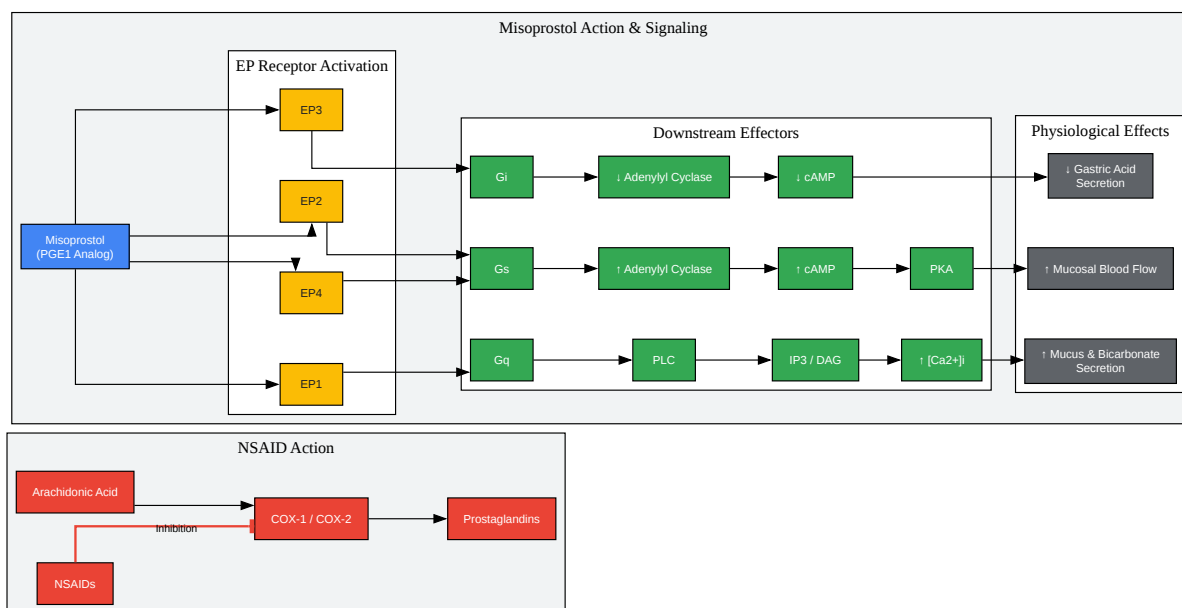 Misoprostol Action & Signaling
EP Receptor Activation
EP3
EP2
EP4
EP1
Misoprostol
(PGE1 Analog)
Downstream Effectors
Gi
↓ Adenylyl Cyclase
↓ cAMP
Gs
↑ Adenylyl Cyclase
↑ cAMP
PKA
Gq
PLC
IP3 / DAG
↑ [Ca2+]i
Physiological Effects
↓ Gastric Acid
Secretion
↑ Mucosal Blood Flow
↑ Mucus & Bicarbonate
Secretion
NSAID Action
Arachidonic Acid
COX-1 / COX-2
Prostaglandins
Inhibition
NSAIDs